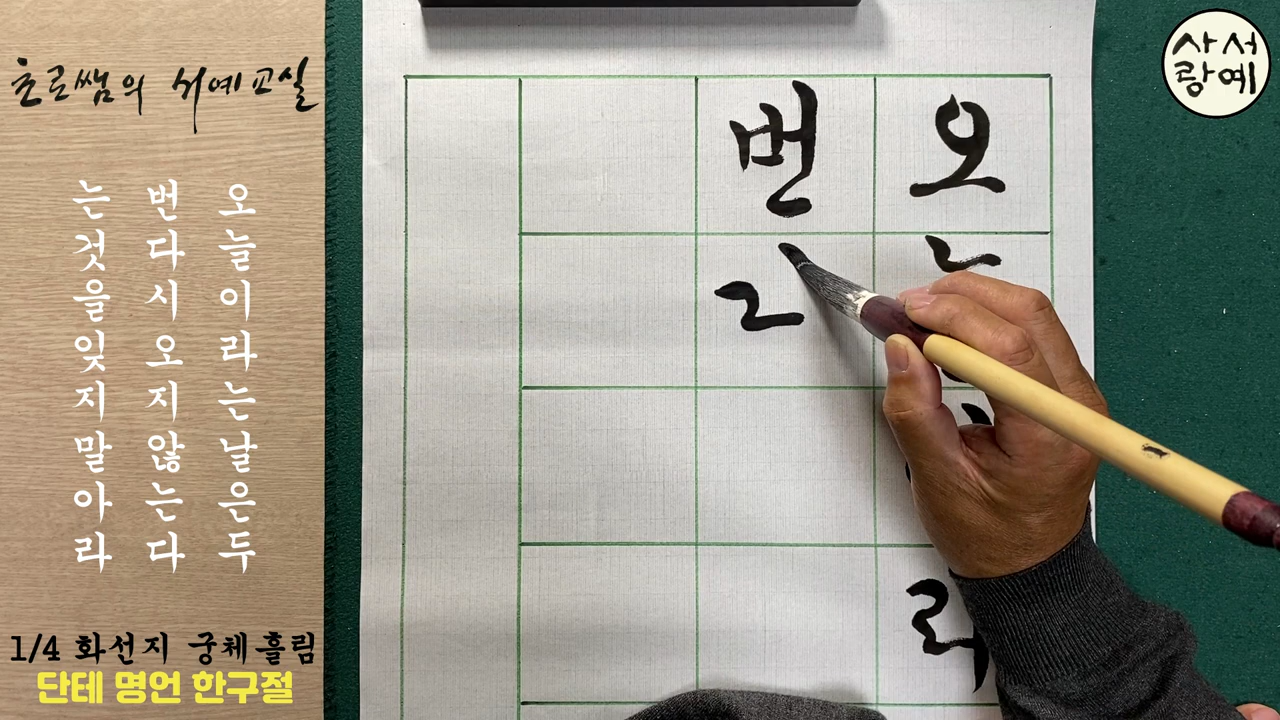 초로쌤의 서예교실
오늘이라는날은두
번다시오지않는다
는것을잊지말아라
1/4 화선지 궁체흘림
단테 명언 한구절
오
번
라
서예
사랑